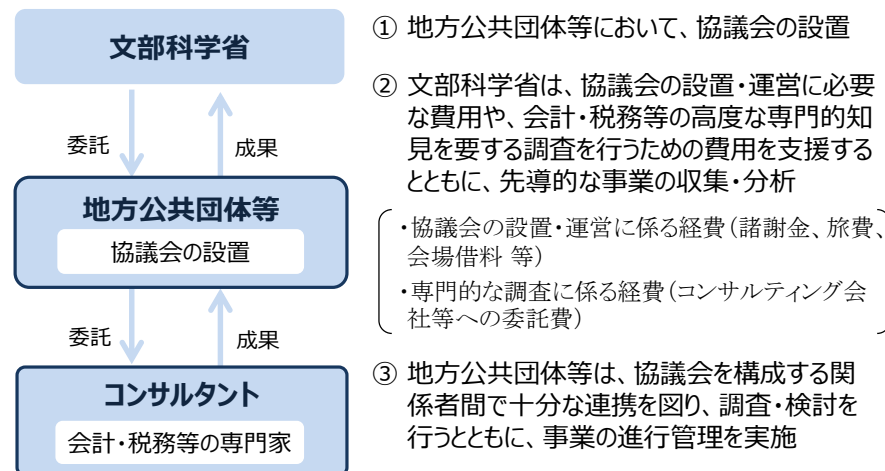 文部科学省
委託
成果
地方公共団体等
協議会の設置
委託
成果
コンサルタント
会計・税務等の専門家
① 地方公共団体等において、協議会の設置
② 文部科学省は、協議会の設置・運営に必要
な費用や、会計・税務等の高度な専門的知
見を要する調査を行うための費用を支援する
とともに、先導的な事業の収集・分析
・協議会の設置・運営に係る経費（諸謝金、旅費、
会場借料 等）
・専門的な調査に係る経費（コンサルティング会
社等への委託費）
③ 地方公共団体等は、協議会を構成する関
係者間で十分な連携を図り、調査・検討を
行うとともに、事業の進行管理を実施